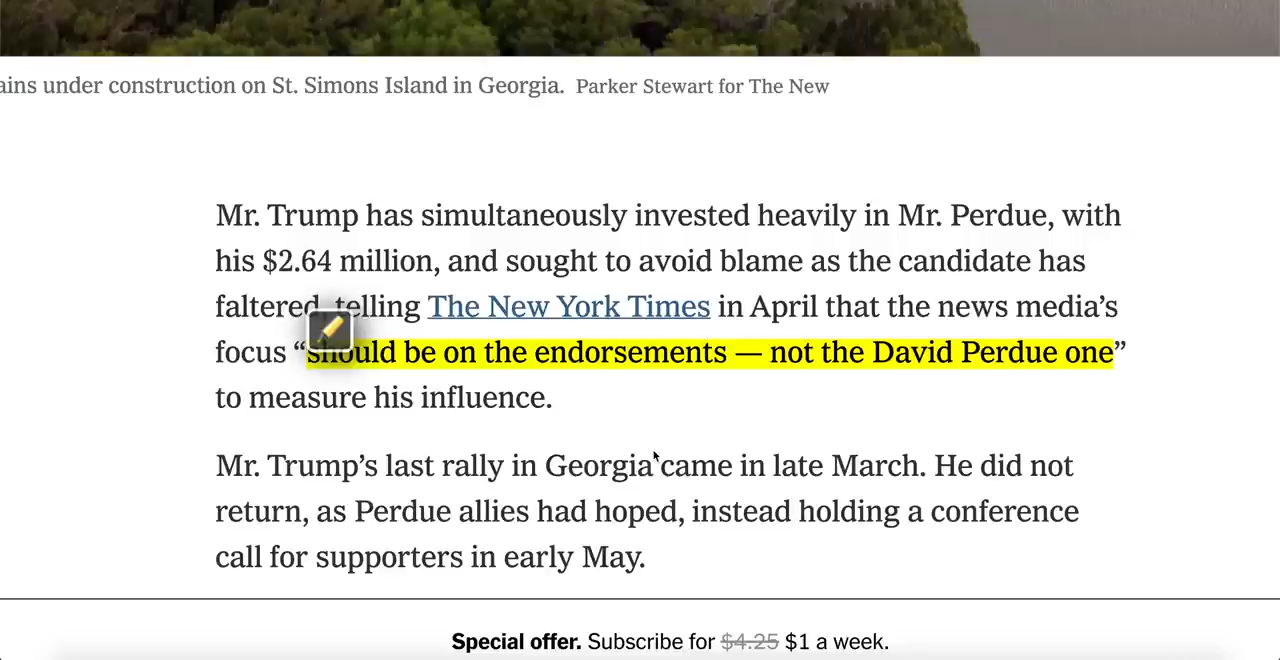 ains under construction on St. Simons Island in Georgia. Parker Stewart for The New
Mr. Trump has simultaneously invested heavily in Mr. Perdue, with
his $2.64 million, and sought to avoid blame as the candidate has
faltered, telling The New York Times in April that the news media’s
focus “should be on the endorsements — not the David Perdue one”
to measure his influence.
Mr. Trump’s last rally in Georgia came in late March. He did not
return, as Perdue allies had hoped, instead holding a conference
call for supporters in early May.
Special offer. Subscribe for $4.25 $1 a week.